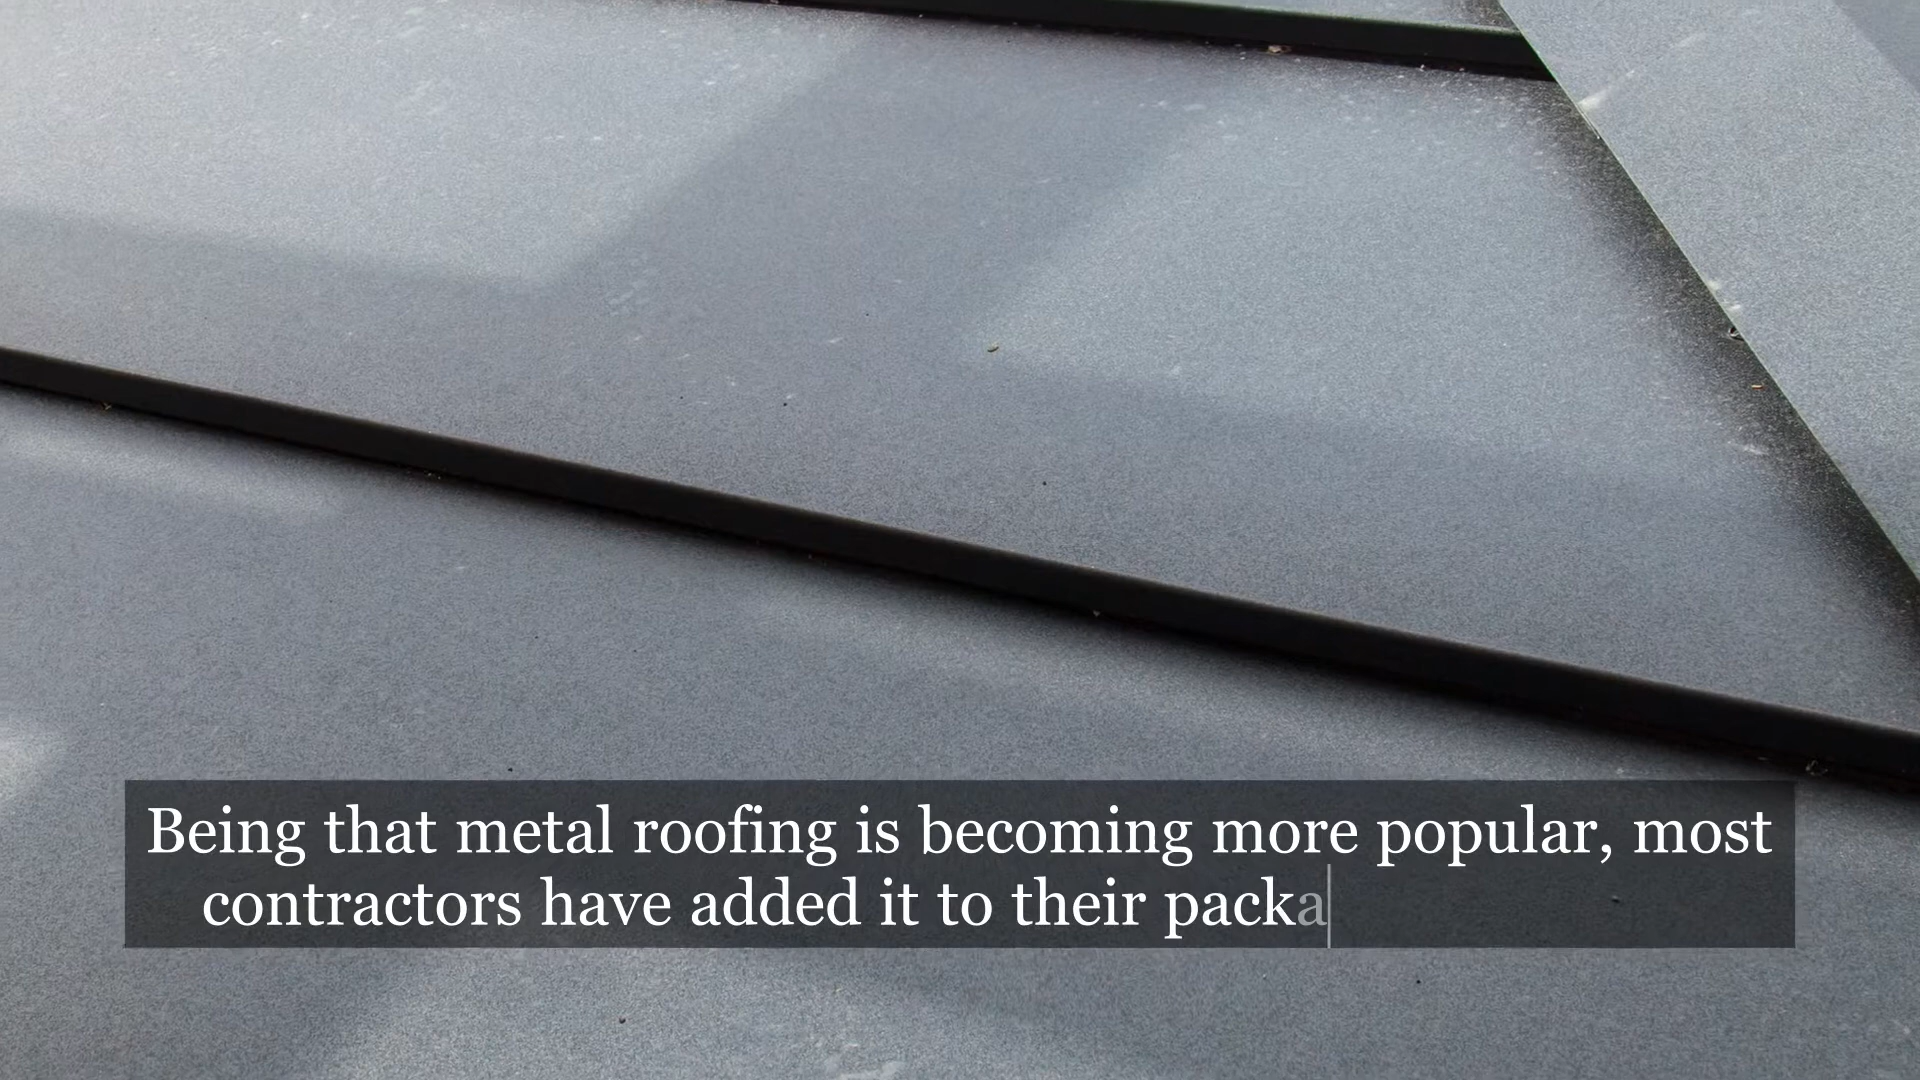 Being that metal roofing is becoming more popular, most
contractors have added it to their packa